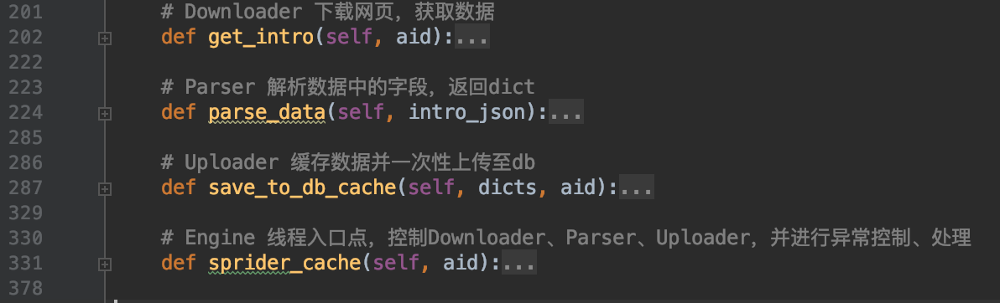 201 # Downloader 下载网页，获取数据
202 def get_intro(self, aid):...
222
223 # Parser 解析数据中的字段，返回dict
224 def parse_data(self, intro_json):...
285
286 # Uploader 缓存数据并一次性上传至db
287 def save_to_db_cache(self, dicts, aid):...
329
330 # Engine 线程入口点，控制Downloader、Parser、Uploader，并进行异常控制、处理
331 def sprider_cache(self, aid):...
378